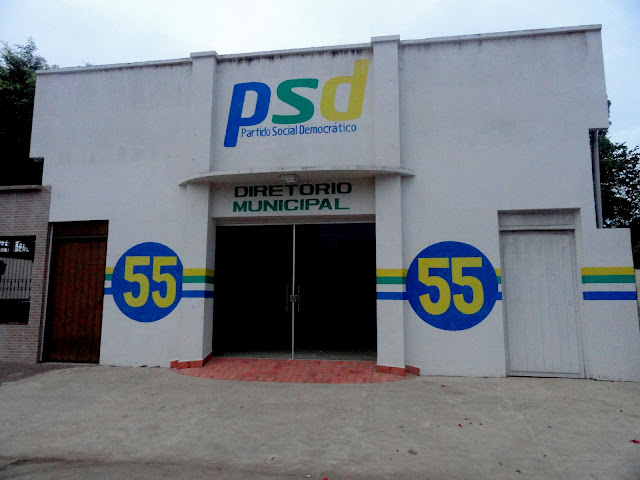 psd
Partido Social Democrático
DIRETÓRIO
MUNICIPAL
55
55